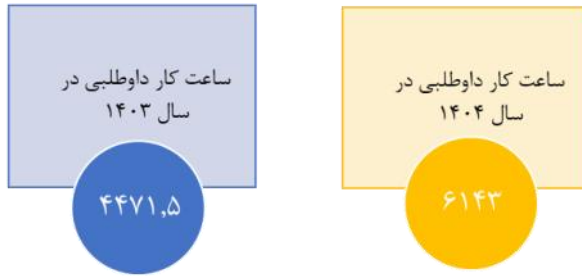 ساعت کار داوطلبی در
سال ۱۴۰۴
۶۱۴۳
ساعت کار داوطلبی در
سال ۱۴۰۳
۴۴۷۱,۵